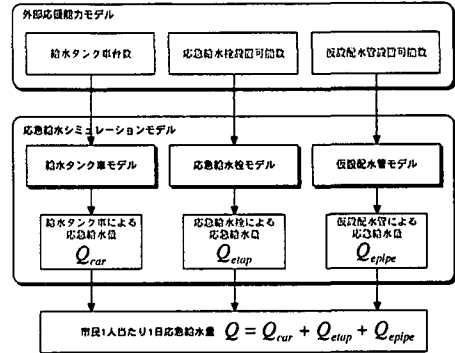 外部応援能力モデル
給水タンク車台数
応急給水栓設置可能数
仮設配水管設置可能数
応急給水シミュレーションモデル
給水タンク車モデル
応急給水栓モデル
仮設配水管モデル
給水タンク車による
応急給水量
Q_car
応急給水栓による
応急給水量
Q_etap
仮設配水管による
応急給水量
Q_epipe
市民1人当たり1日応急給水量 Q = Q_car + Q_etap + Q_epipe